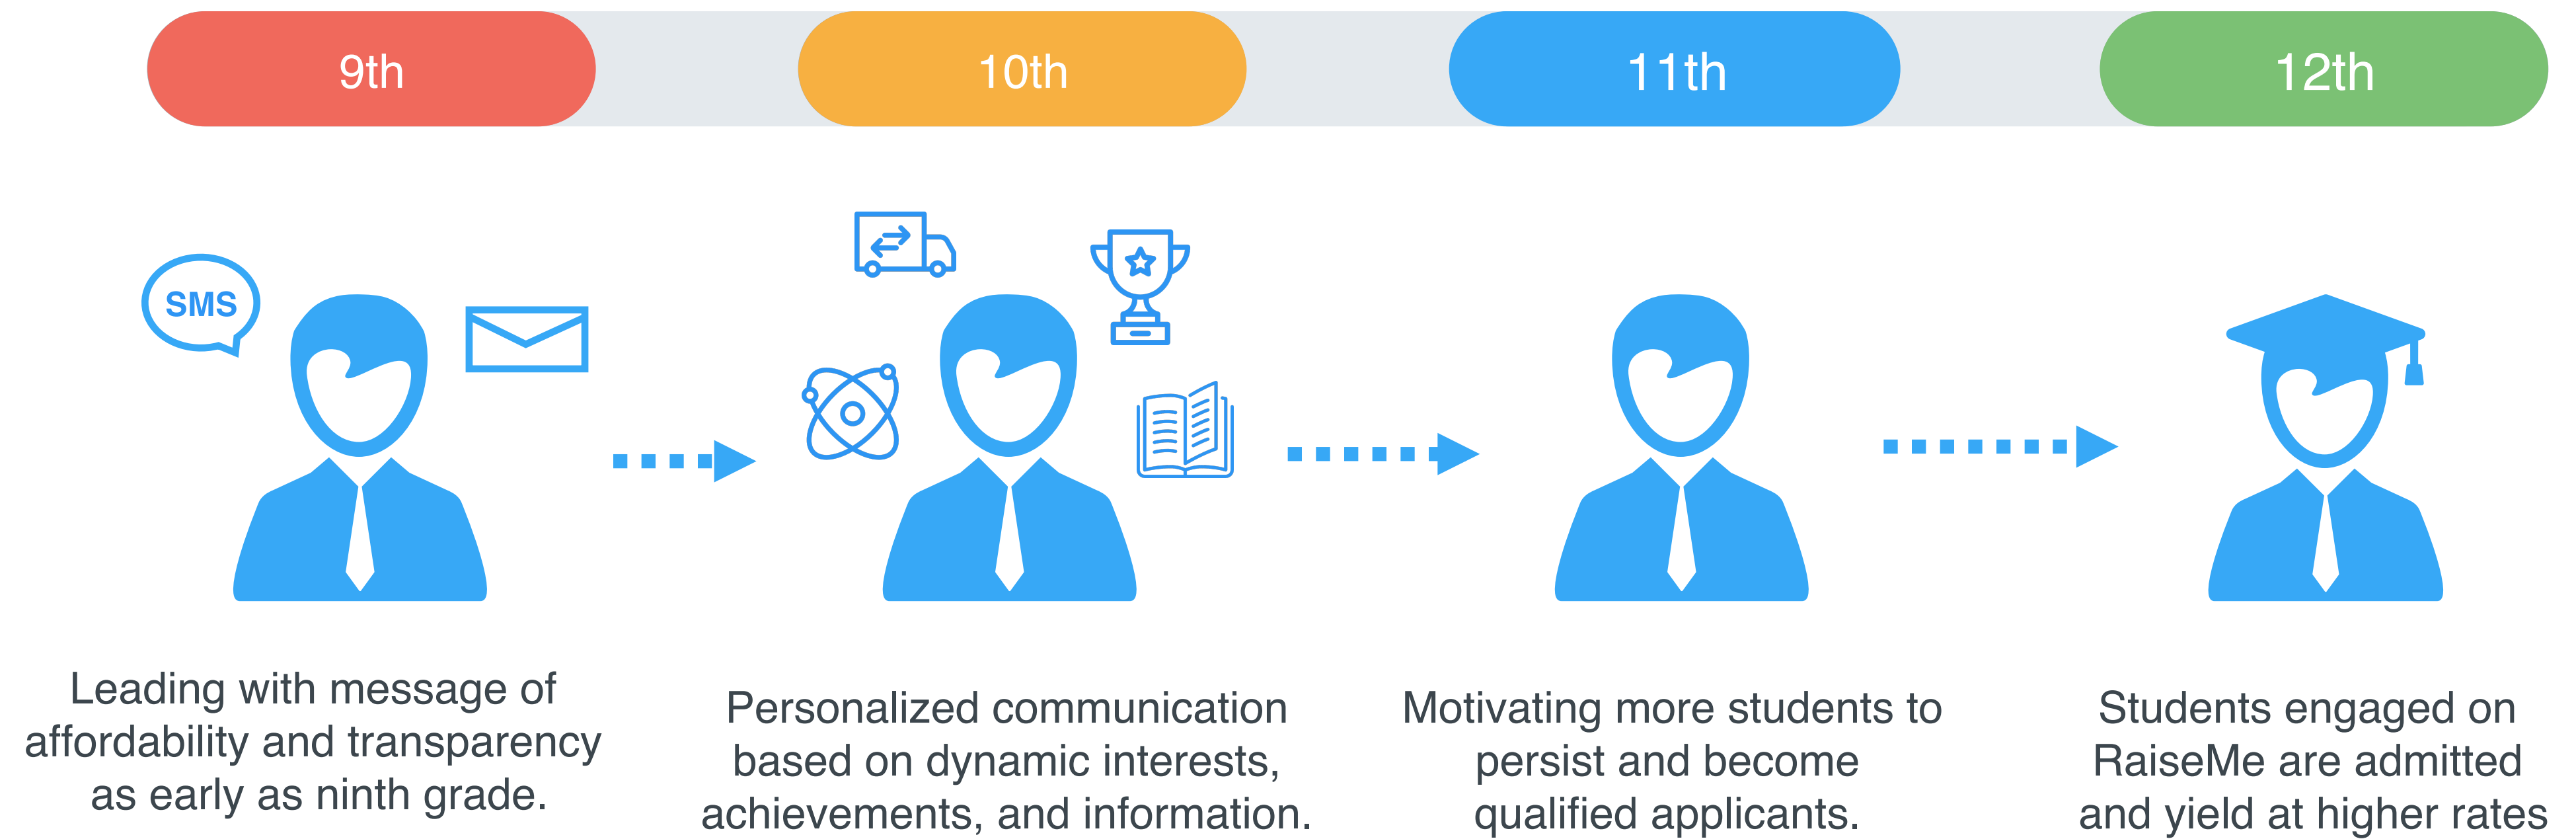 9th
10th
11th
12th
SMS
Leading with message of
affordability and transparency
as early as ninth grade.
Personalized communication
based on dynamic interests,
achievements, and information.
Motivating more students to
persist and become
qualified applicants.
Students engaged on
RaiseMe are admitted
and yield at higher rates